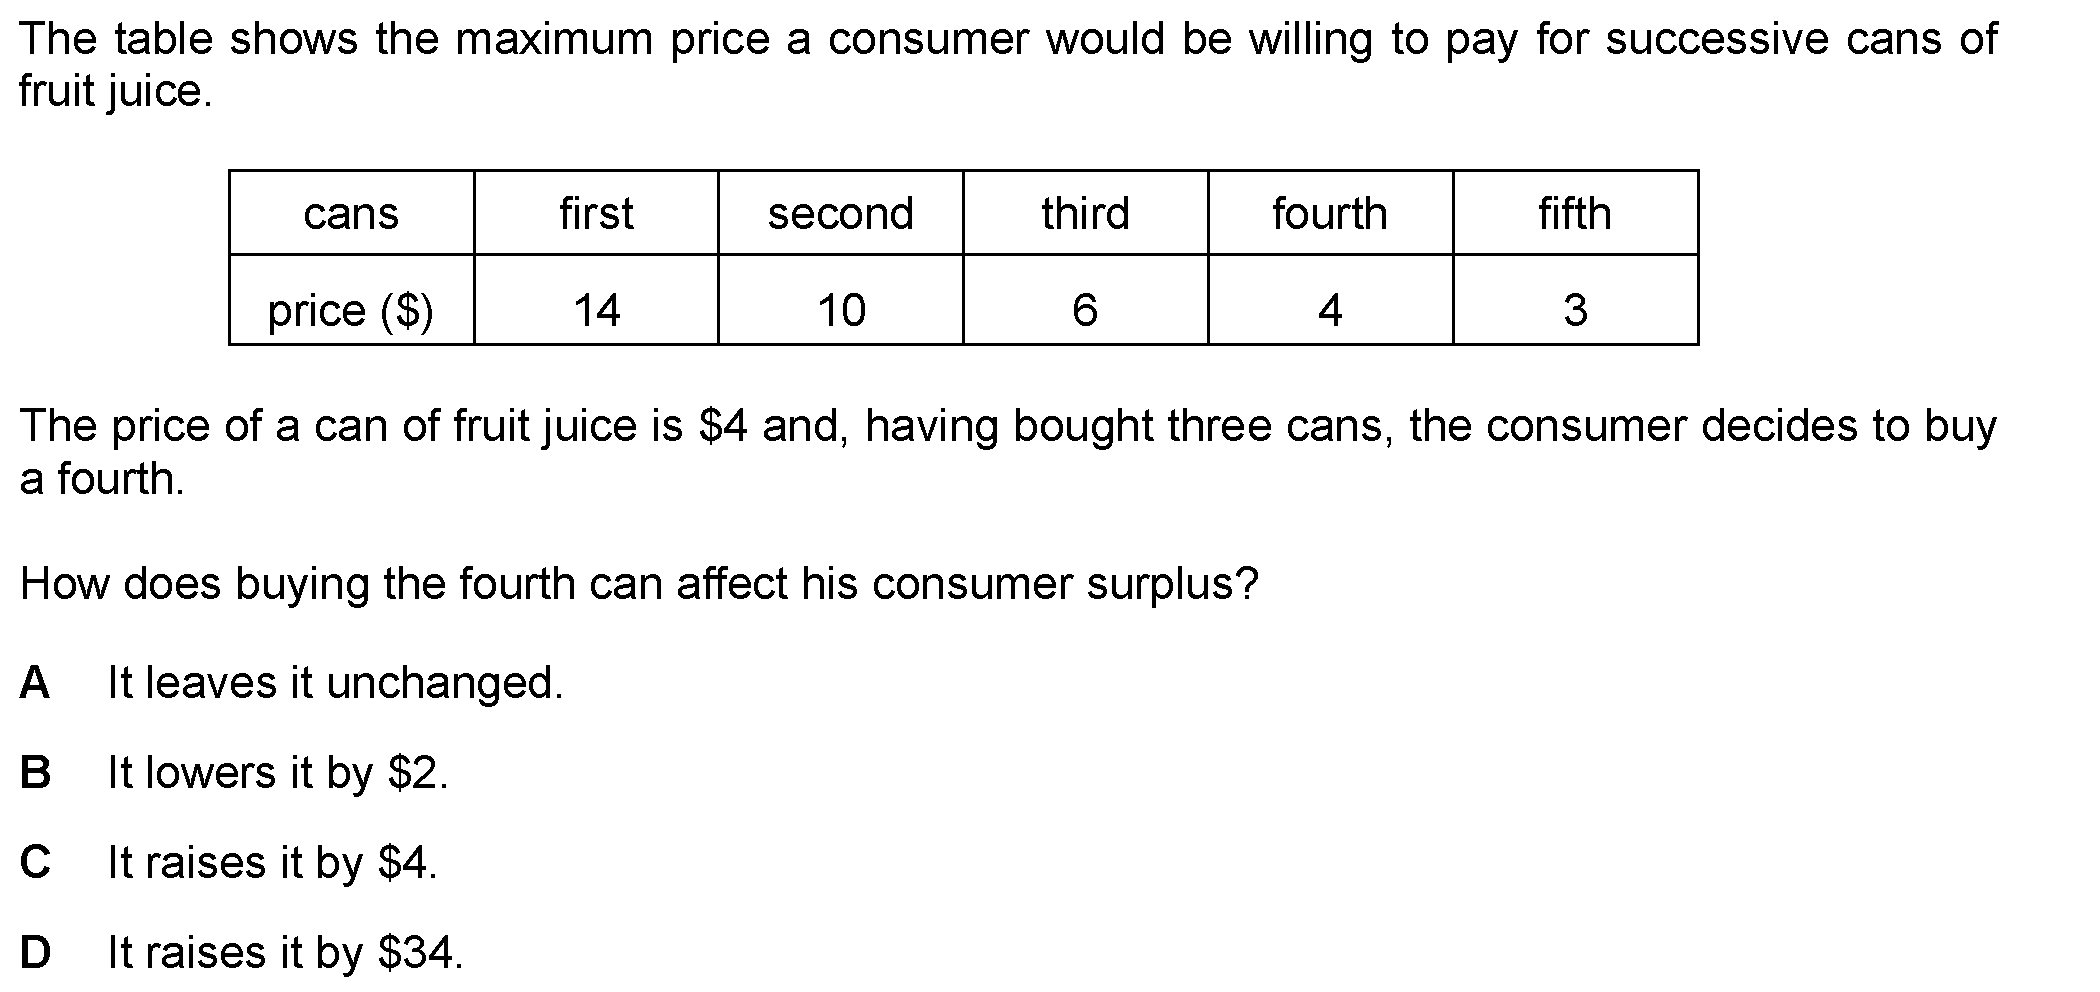 The table shows the maximum price a consumer would be willing to pay for successive cans of
fruit juice.
cans first second third fourth fifth
price ($) 14 10 6 4 3
The price of a can of fruit juice is $4 and, having bought three cans, the consumer decides to buy
a fourth.
How does buying the fourth can affect his consumer surplus?
A It leaves it unchanged.
B It lowers it by $2.
C It raises it by $4.
D It raises it by $34.